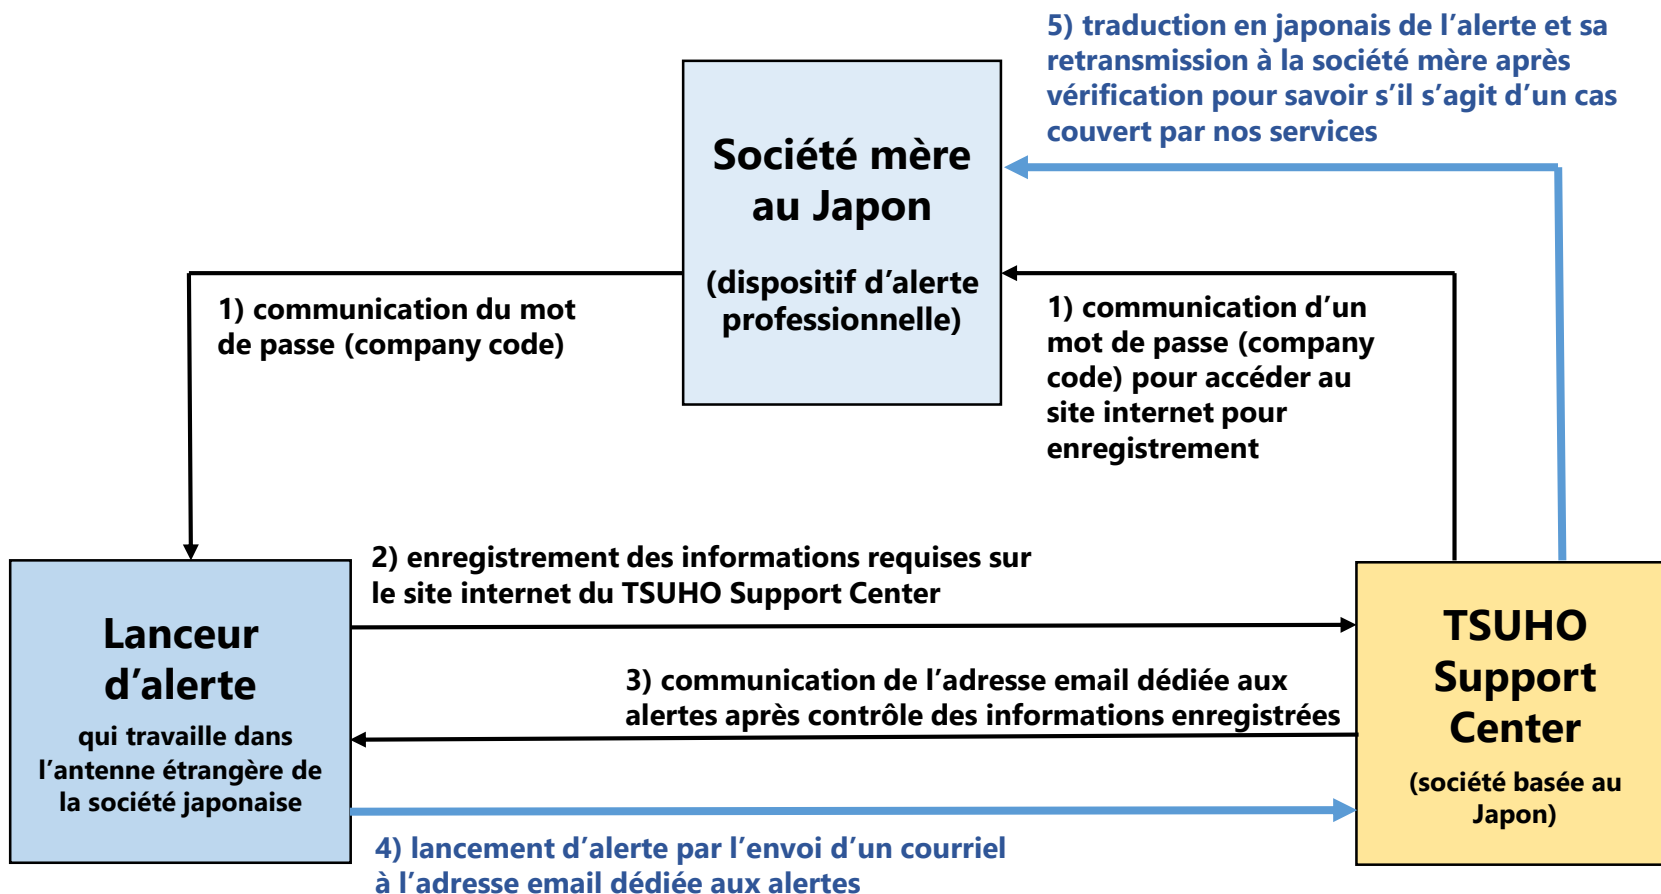 5) traduction en japonais de l’alerte et sa
retransmission à la société mère après
vérification pour savoir s’il s’agit d’un cas
couvert par nos services
Société mère
au Japon
(dispositif d’alerte
professionnelle)
1) communication du mot
de passe (company code)
1) communication d’un
mot de passe (company
code) pour accéder au
site internet pour
enregistrement
2) enregistrement des informations requises sur
le site internet du TSUHO Support Center
Lanceur
d’alerte
qui travaille dans
l’antenne étrangère de
la société japonaise
3) communication de l’adresse email dédiée aux
alertes après contrôle des informations enregistrées
TSUHO
Support
Center
(société basée au
Japon)
4) lancement d’alerte par l’envoi d’un courriel
à l’adresse email dédiée aux alertes